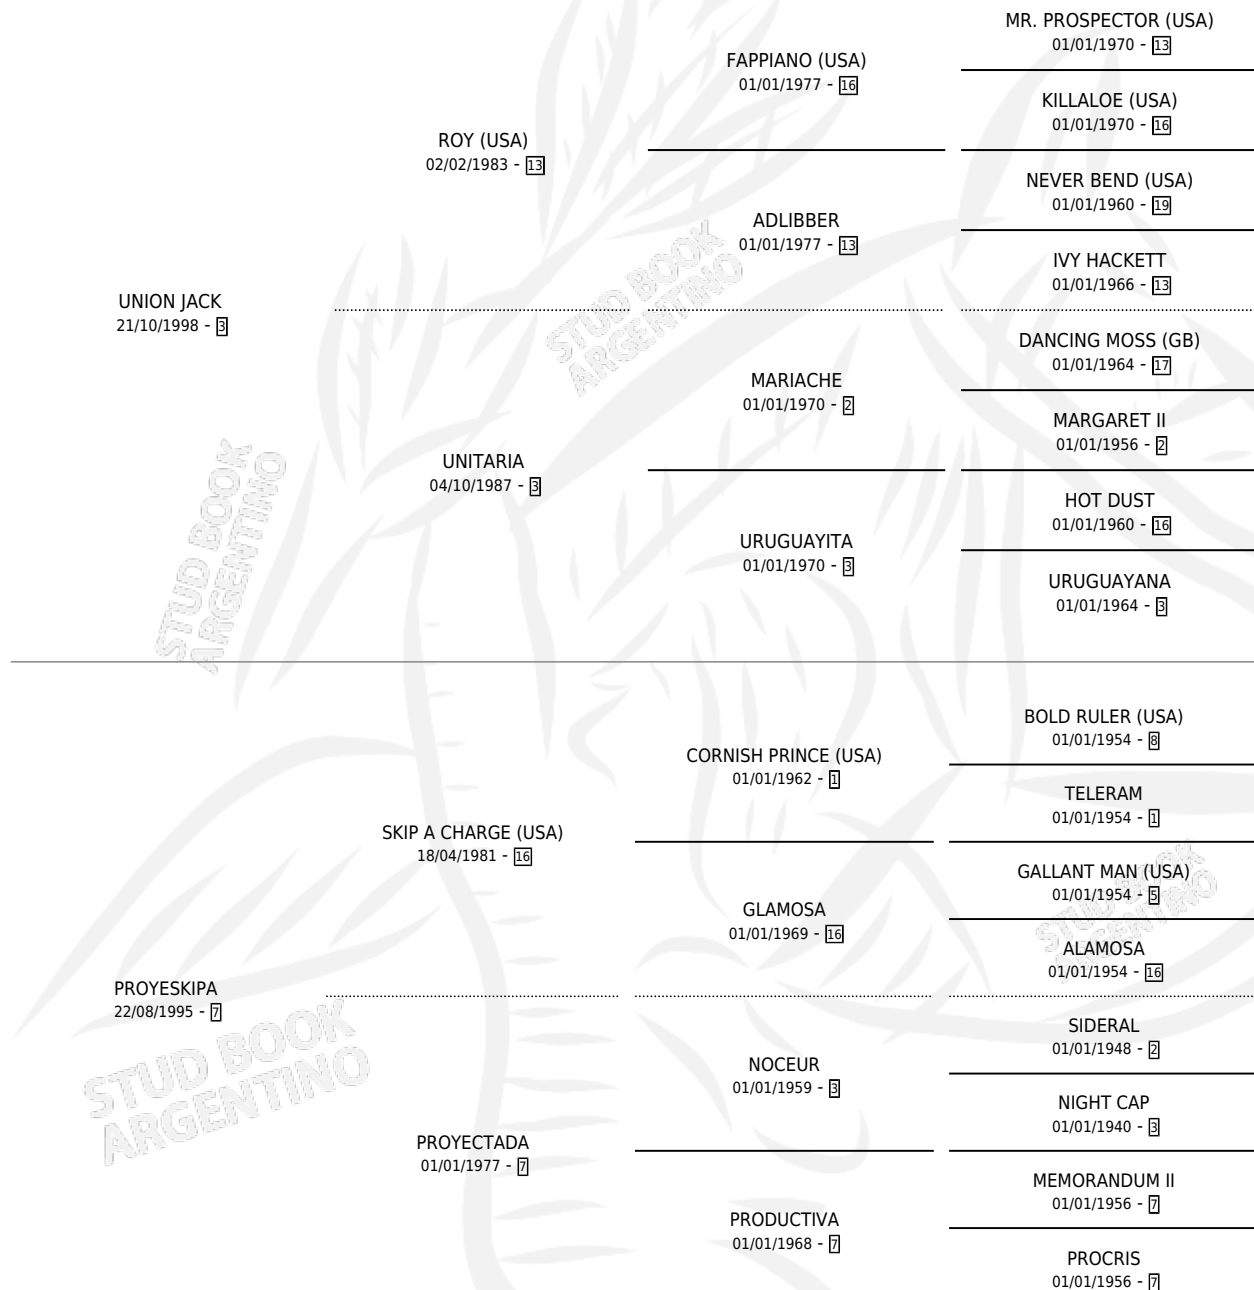 MR. PROSPECTOR (USA)
01/01/1970 - 13
FAPPIANO (USA)
01/01/1977 - 16
KILLALOE (USA)
01/01/1970 - 16
ROY (USA)
02/02/1983 - 13
NEVER BEND (USA)
01/01/1960 - 19
ADLIBBER
01/01/1977 - 13
IVY HACKETT
01/01/1966 - 13
UNION JACK
21/10/1998 - 3
DANCING MOSS (GB)
01/01/1964 - 17
MARIACHE
01/01/1970 - 2
MARGARET II
01/01/1956 - 2
UNITARIA
04/10/1987 - 3
HOT DUST
01/01/1960 - 16
URUGUAYITA
01/01/1970 - 3
URUGUAYANA
01/01/1964 - 3
STUD BOOK
ARGENTINO
STUD BOOK
ARGENTINO
BOLD RULER (USA)
01/01/1954 - 8
CORNISH PRINCE (USA)
01/01/1962 - 1
TELERAM
01/01/1954 - 1
SKIP A CHARGE (USA)
18/04/1981 - 16
GALLANT MAN (USA)
01/01/1954 - 5
GLAMOSA
01/01/1969 - 16
ALAMOSA
01/01/1954 - 16
STUD BOOK
ARGENTINO
PROYESKIPA
22/08/1995 - 7
SIDERAL
01/01/1948 - 2
NOCEUR
01/01/1959 - 3
NIGHT CAP
01/01/1940 - 3
PROYECTADA
01/01/1977 - 7
MEMORANDUM II
01/01/1956 - 7
PRODUCTIVA
01/01/1968 - 7
PROCRIS
01/01/1956 - 7
STUD BOOK
ARGENTINO